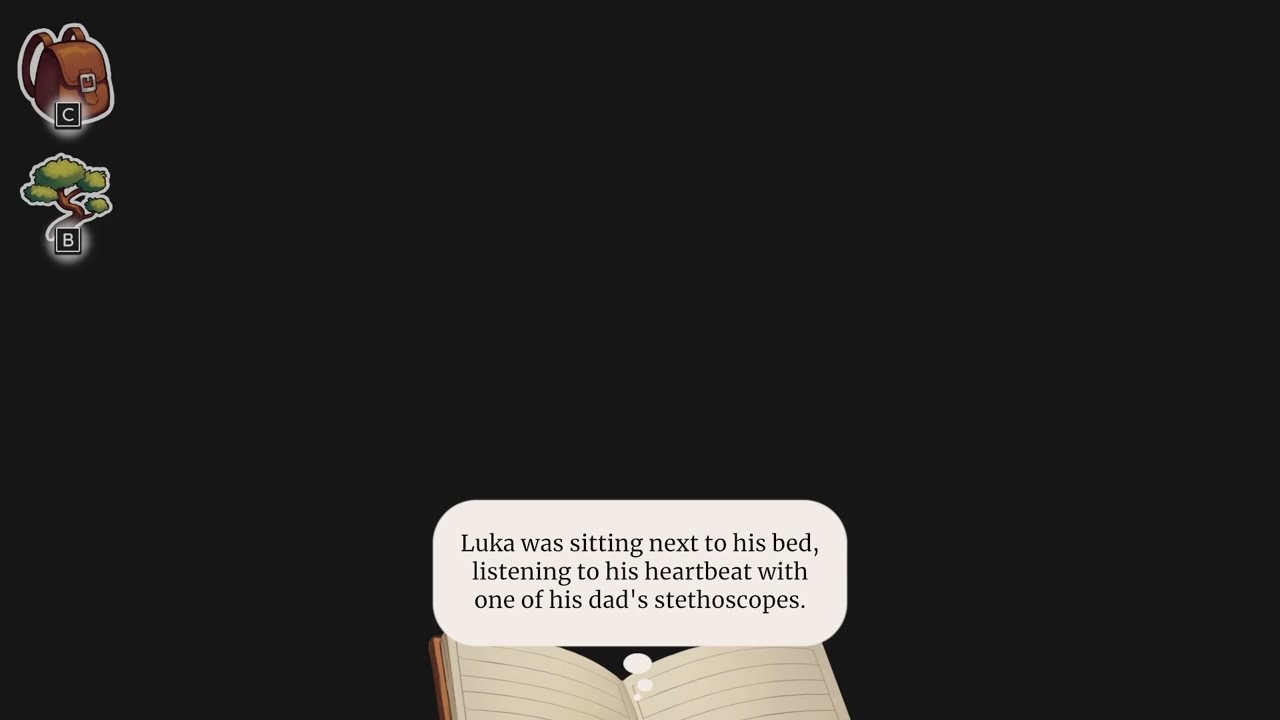 C
B
Luka was sitting next to his bed,
listening to his heartbeat with
one of his dad's stethoscopes.